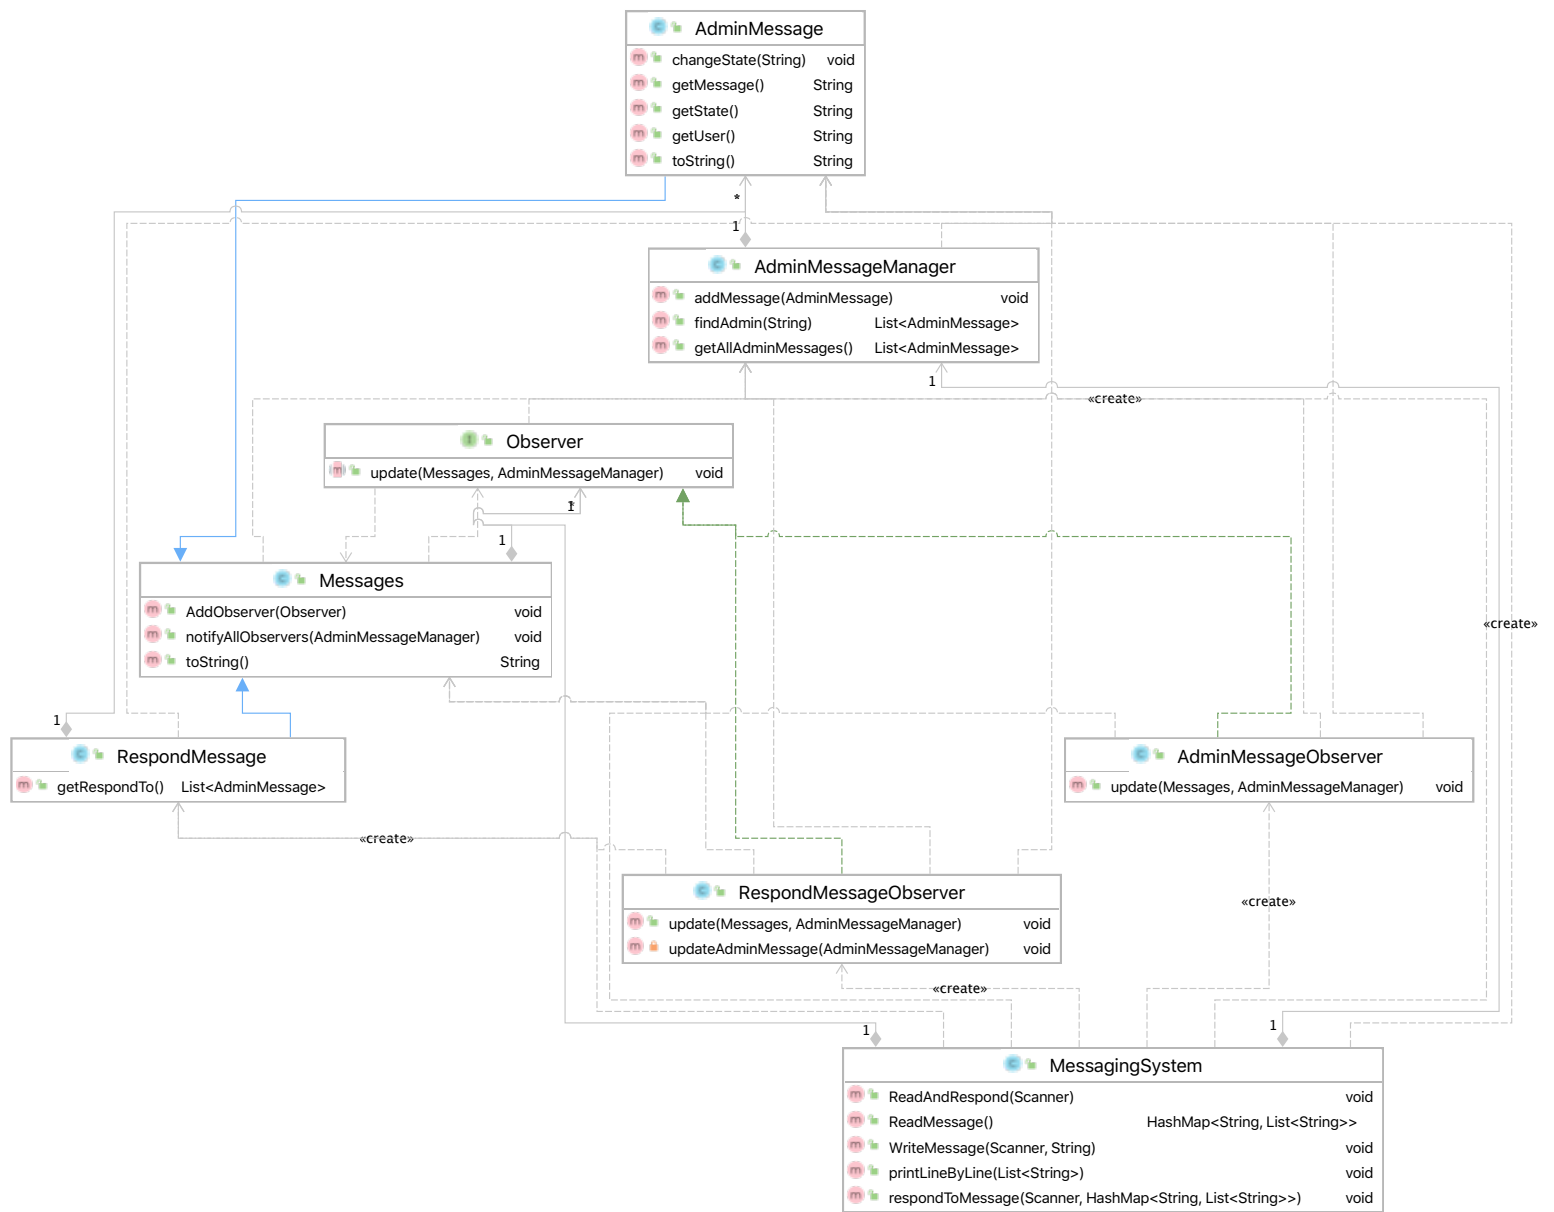 AdminMessage
changeState(String) void
getMessage() String
getState() String
getUser() String
toString() String
*
1
AdminMessageManager
addMessage(AdminMessage) void
findAdmin(String) List<AdminMessage>
getAllAdminMessages() List<AdminMessage>
1
«create»
Observer
update(Messages, AdminMessageManager) void
1
*
1
Messages
AddObserver(Observer) void
notifyAllObservers(AdminMessageManager) void
toString() String
«create»
1
RespondMessage
getRespondTo() List<AdminMessage>
AdminMessageObserver
update(Messages, AdminMessageManager) void
«create»
RespondMessageObserver
update(Messages, AdminMessageManager) void
updateAdminMessage(AdminMessageManager) void
«create»
«create»
1
1
MessagingSystem
ReadAndRespond(Scanner) void
ReadMessage() HashMap<String, List<String>>
WriteMessage(Scanner, String) void
printLineByLine(List<String>) void
respondToMessage(Scanner, HashMap<String, List<String>>) void